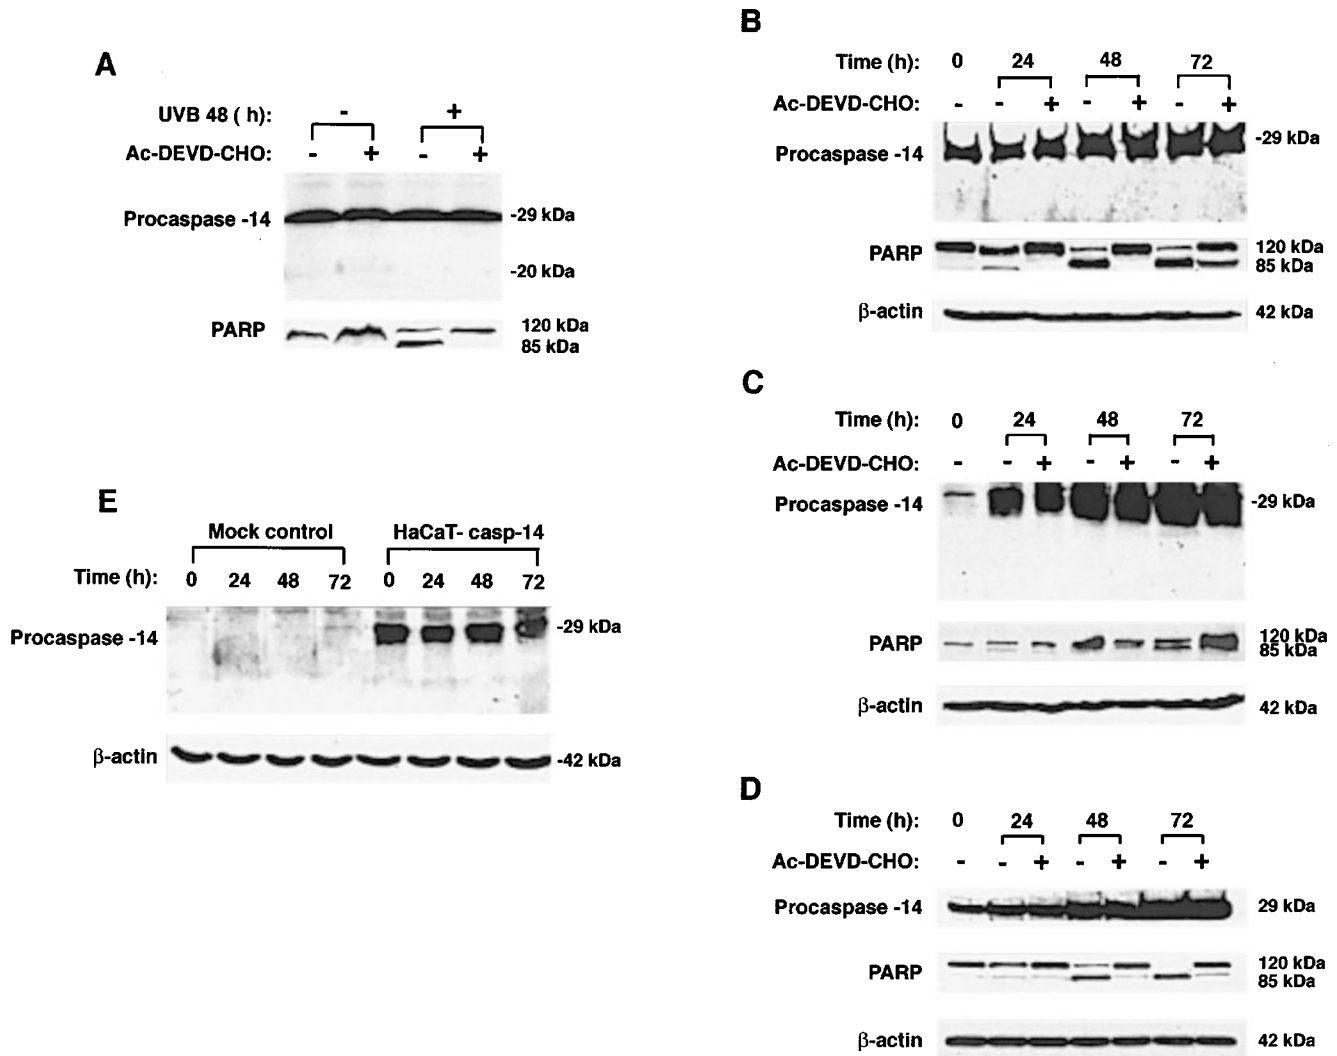 A
UVB 48 ( h): - +
Ac-DEVD-CHO: - + - +
Procaspase -14 -29 kDa
-20 kDa
PARP 120 kDa
85 kDa
B
Time (h): 0 24 48 72
Ac-DEVD-CHO: - - + - + - +
Procaspase -14 -29 kDa
PARP 120 kDa
85 kDa
β-actin 42 kDa
C
Time (h): 0 24 48 72
Ac-DEVD-CHO: - - + - + - +
Procaspase -14 -29 kDa
PARP 120 kDa
85 kDa
β-actin 42 kDa
E
Mock control HaCaT- casp-14
Time (h): 0 24 48 72 0 24 48 72
Procaspase -14 -29 kDa
β-actin -42 kDa
D
Time (h): 0 24 48 72
Ac-DEVD-CHO: - - + - + - +
Procaspase -14 29 kDa
PARP 120 kDa
85 kDa
β-actin 42 kDa